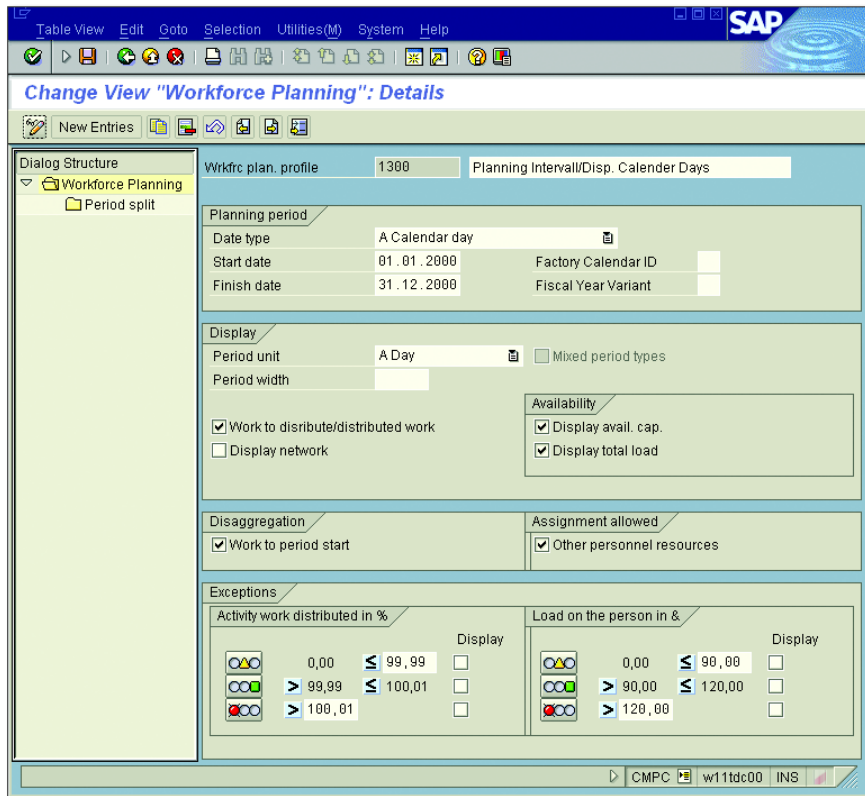 Table View Edit Goto Selection Utilities(M) System Help
SAP
Change View "Workforce Planning": Details
New Entries
Dialog Structure
Workforce Planning
Period split
Wrkfrc plan. profile 1300 Planning Intervall/Disp. Calender Days
Planning period
Date type A Calendar day
Start date 01.01.2000 Factory Calendar ID
Finish date 31.12.2000 Fiscal Year Variant
Display
Period unit A Day Mixed period types
Period width
Availability
Work to disribute/distributed work Display avail. cap.
Display network Display total load
Disaggregation Assignment allowed
Work to period start Other personnel resources
Exceptions
Activity work distributed in % Load on the person in &
Display Display
0,00 ≤ 99,99 0,00 ≤ 90,00
> 99,99 ≤ 100,01 > 90,00 ≤ 120,00
> 100,01 > 120,00
CMPC w11tdc00 INS